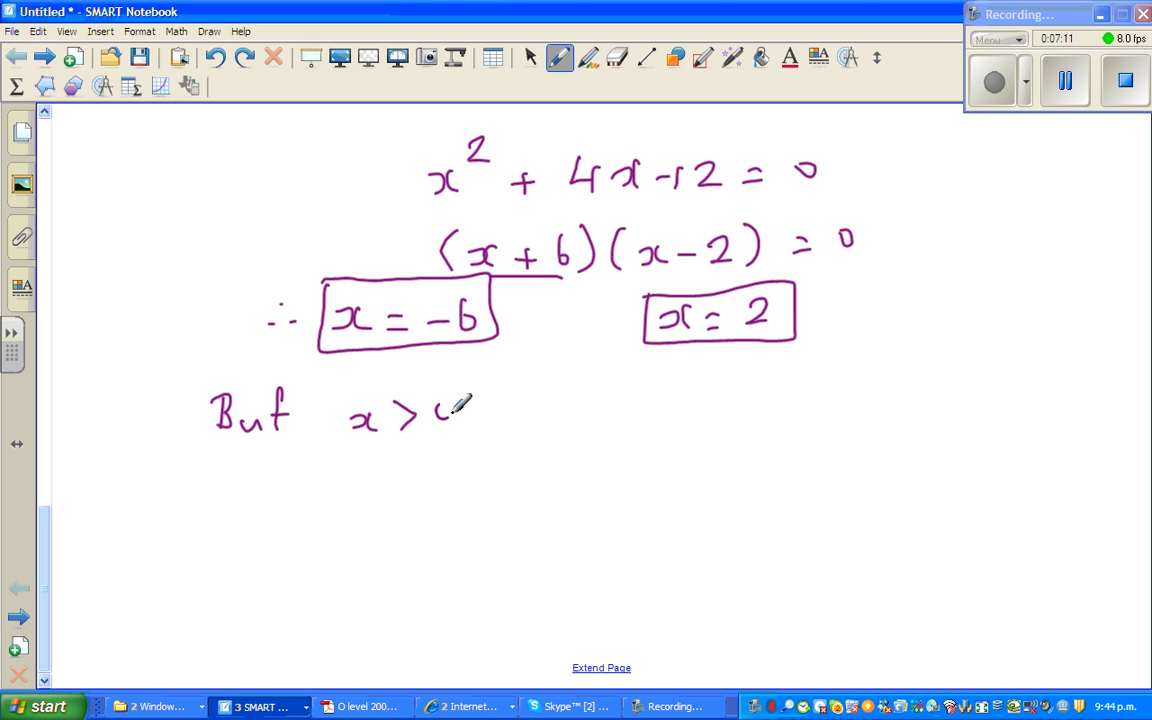 Untitled * - SMART Notebook
Recording...
File Edit View Insert Format Math Draw Help
Menu
0:07:11
8.0 fps
x² + 4x - 12 = 0
(x + 6)(x - 2) = 0
∴ x = -6 x = 2
But x >
Extend Page
start
2 Window...
3 SMART ...
O level 200...
2 Internet...
Skype™ [2] ...
Recording...
9:44 p.m.